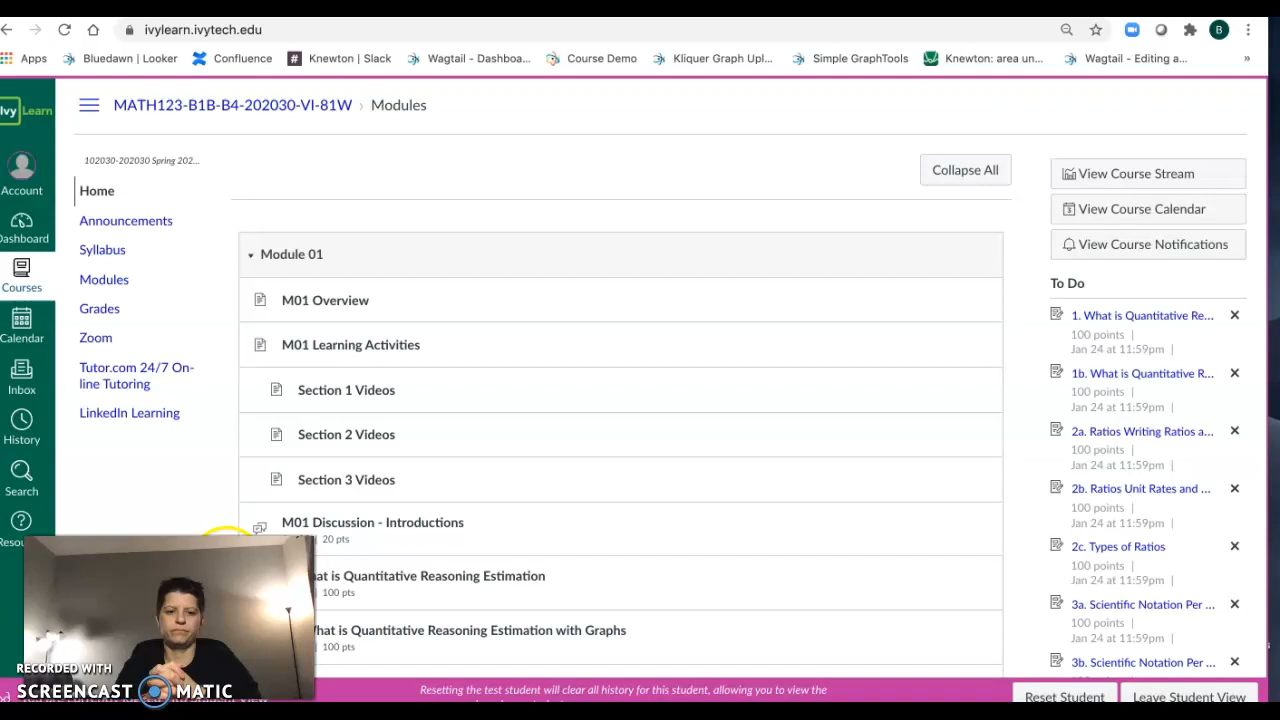 ivylearn.ivytech.edu
B
Apps
Bluedawn | Looker
Confluence
# Knewton | Slack
Wagtail - Dashboa...
Course Demo
Kliquer Graph Upl...
Simple GraphTools
Knewton: area un...
Wagtail - Editing a...
»
Ivy Learn
MATH123-B1B-B4-202030-VI-81W › Modules
102030-202030 Spring 202...
Account
Dashboard
Courses
Calendar
Inbox
History
Search
Home
Announcements
Syllabus
Modules
Grades
Zoom
Tutor.com 24/7 On-
line Tutoring
LinkedIn Learning
Collapse All
Module 01
M01 Overview
M01 Learning Activities
Section 1 Videos
Section 2 Videos
Section 3 Videos
M01 Discussion - Introductions
20 pts
is Quantitative Reasoning Estimation
100 pts
is Quantitative Reasoning Estimation with Graphs
100 pts
View Course Stream
View Course Calendar
View Course Notifications
To Do
1. What is Quantitative Re...
100 points |
Jan 24 at 11:59pm |
1b. What is Quantitative R...
100 points |
Jan 24 at 11:59pm |
2a. Ratios Writing Ratios a...
100 points |
Jan 24 at 11:59pm |
2b. Ratios Unit Rates and ...
100 points |
Jan 24 at 11:59pm |
2c. Types of Ratios
100 points |
Jan 24 at 11:59pm |
3a. Scientific Notation Per ...
100 points |
Jan 24 at 11:59pm |
3b. Scientific Notation Per ...
RECORDED WITH
SCREENCAST MATIC
Resetting the test student will clear all history for this student, allowing you to view the
Reset Student
Leave Student View